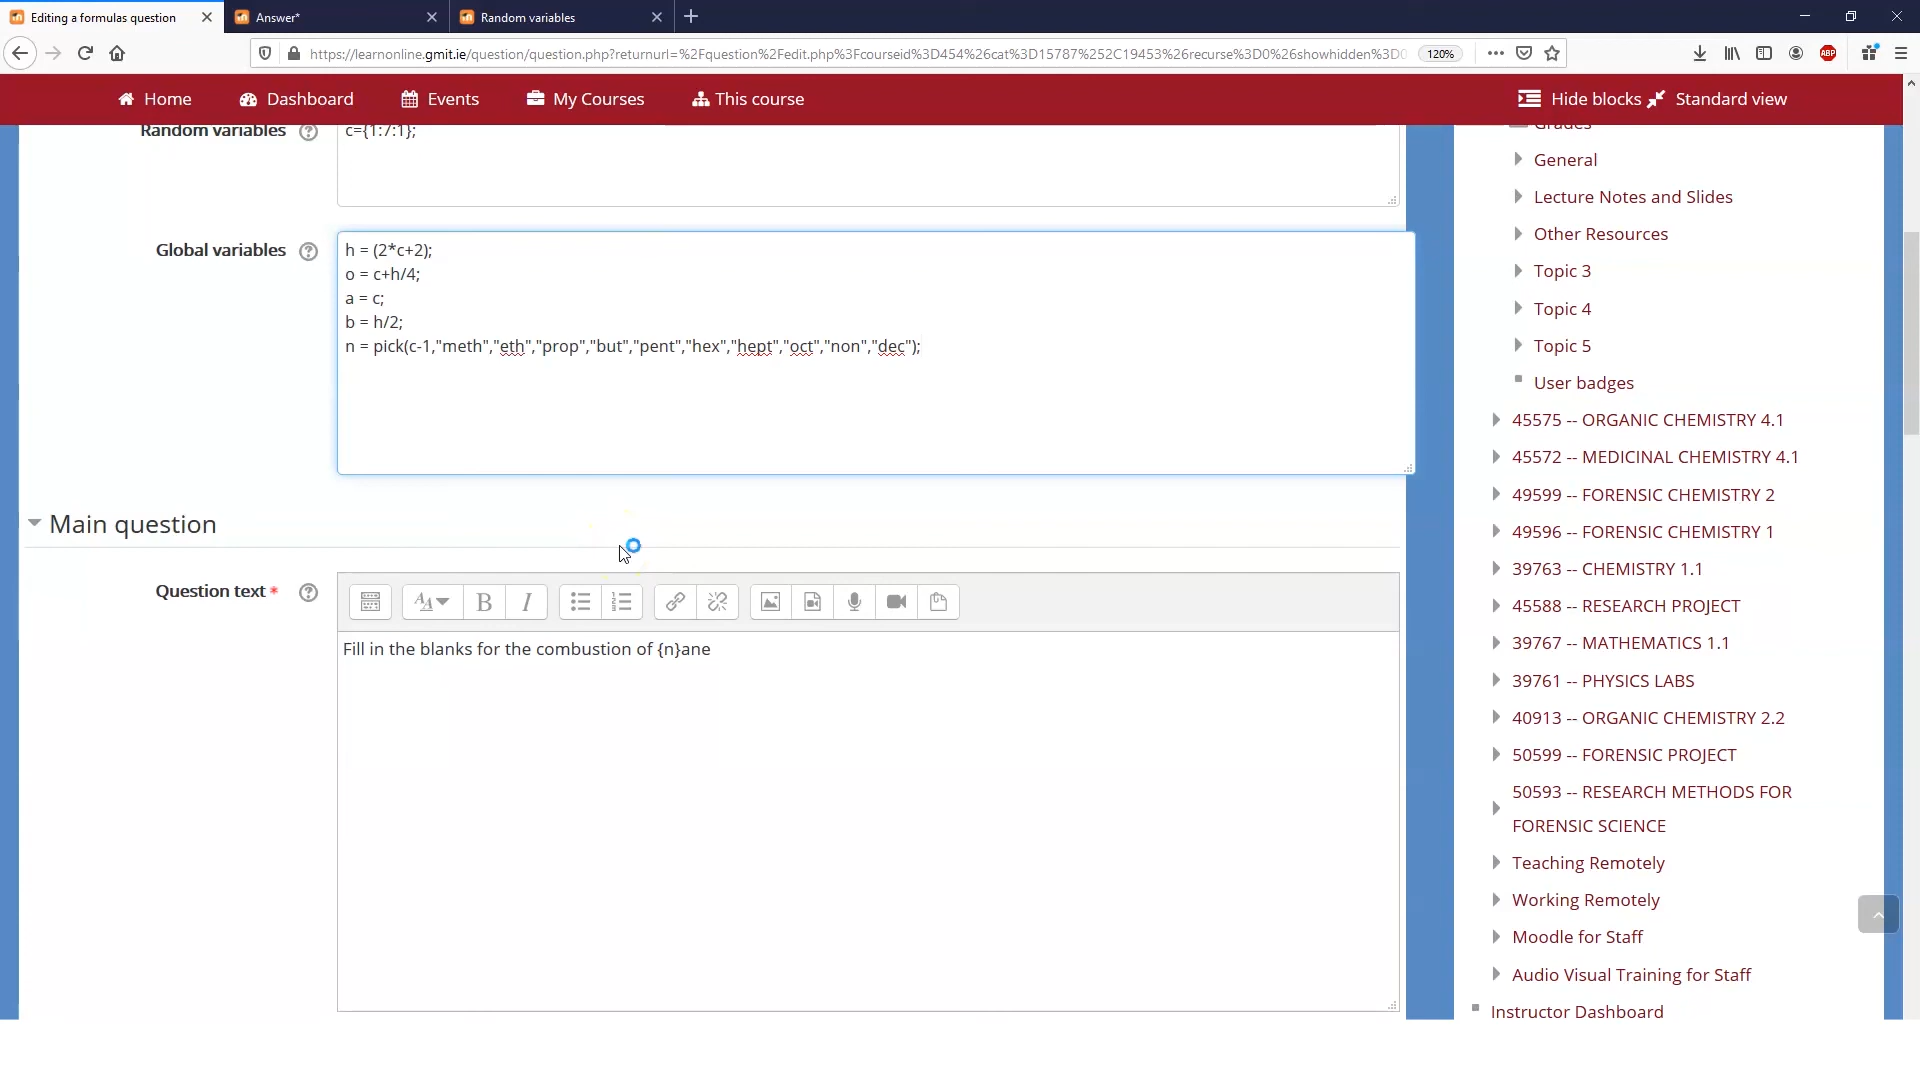 Editing a formulas question
Answer*
Random variables
https://learnonline.gmit.ie/question/question.php?returnurl=%2Fquestion%2Fedit.php%3Fcourseid%3D454%26cat%3D15787%252C19453%26recurse%3D0%26showhidden%3D0
120%
ABP
Home
Dashboard
Events
My Courses
This course
Hide blocks
Standard view
Random variables
c={1:7:1};
Global variables
h = (2*c+2);
o = c+h/4;
a = c;
b = h/2;
n = pick(c-1,"meth","eth","prop","but","pent","hex","hept","oct","non","dec");
Main question
Question text *
Fill in the blanks for the combustion of {n}ane
Grades
General
Lecture Notes and Slides
Other Resources
Topic 3
Topic 4
Topic 5
User badges
45575 -- ORGANIC CHEMISTRY 4.1
45572 -- MEDICINAL CHEMISTRY 4.1
49599 -- FORENSIC CHEMISTRY 2
49596 -- FORENSIC CHEMISTRY 1
39763 -- CHEMISTRY 1.1
45588 -- RESEARCH PROJECT
39767 -- MATHEMATICS 1.1
39761 -- PHYSICS LABS
40913 -- ORGANIC CHEMISTRY 2.2
50599 -- FORENSIC PROJECT
50593 -- RESEARCH METHODS FOR
FORENSIC SCIENCE
Teaching Remotely
Working Remotely
Moodle for Staff
Audio Visual Training for Staff
Instructor Dashboard